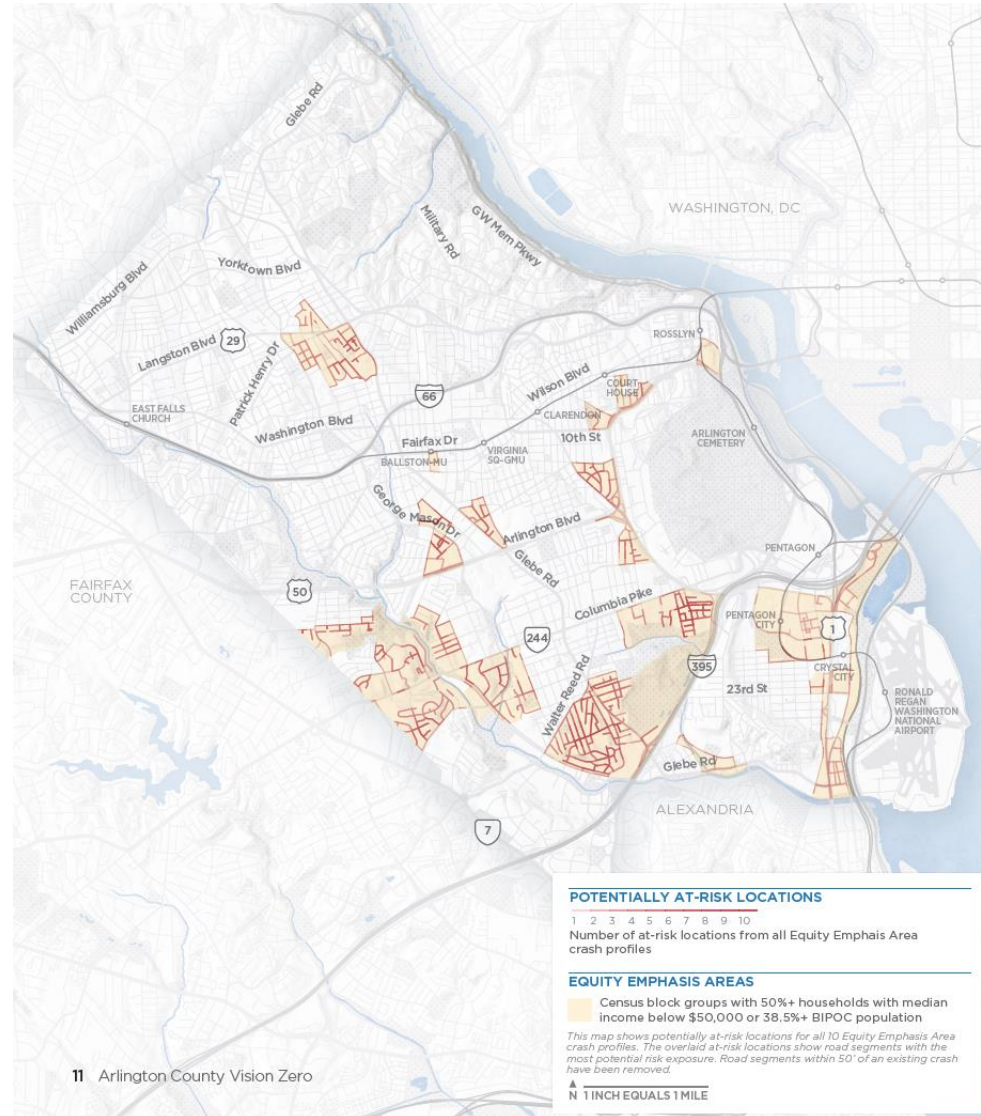 Glebe Rd
WASHINGTON, DC
Military Rd
GW Mem Pkwy
Yorktown Blvd
Williamsburg Blvd
Langston Blvd
29
Patrick Henry Dr
ROSSLYN
66
Wilson Blvd
COURT
HOUSE
EAST FALLS
CHURCH
CLARENDON
Washington Blvd
Fairfax Dr
10th St
ARLINGTON
CEMETERY
VIRGINIA
SQ-GMU
BALLSTON-MU
George Mason Dr
Arlington Blvd
Glebe Rd
PENTAGON
FAIRFAX
COUNTY
50
Columbia Pike
PENTAGON
CITY
1
244
395
CRYSTAL
CITY
Walter Reed Rd
23rd St
RONALD
REGAN
WASHINGTON
NATIONAL
AIRPORT
Glebe Rd
ALEXANDRIA
7
POTENTIALLY AT-RISK LOCATIONS
1 2 3 4 5 6 7 8 9 10
Number of at-risk locations from all Equity Emphais Area
crash profiles
EQUITY EMPHASIS AREAS
Census block groups with 50%+ households with median
income below $50,000 or 38.5%+ BIPOC population
This map shows potentially at-risk locations for all 10 Equity Emphasis Area
crash profiles. The overlaid at-risk locations show road segments with the
most potential risk exposure. Road segments within 50' of an existing crash
have been removed.
N 1 INCH EQUALS 1 MILE
11 Arlington County Vision Zero